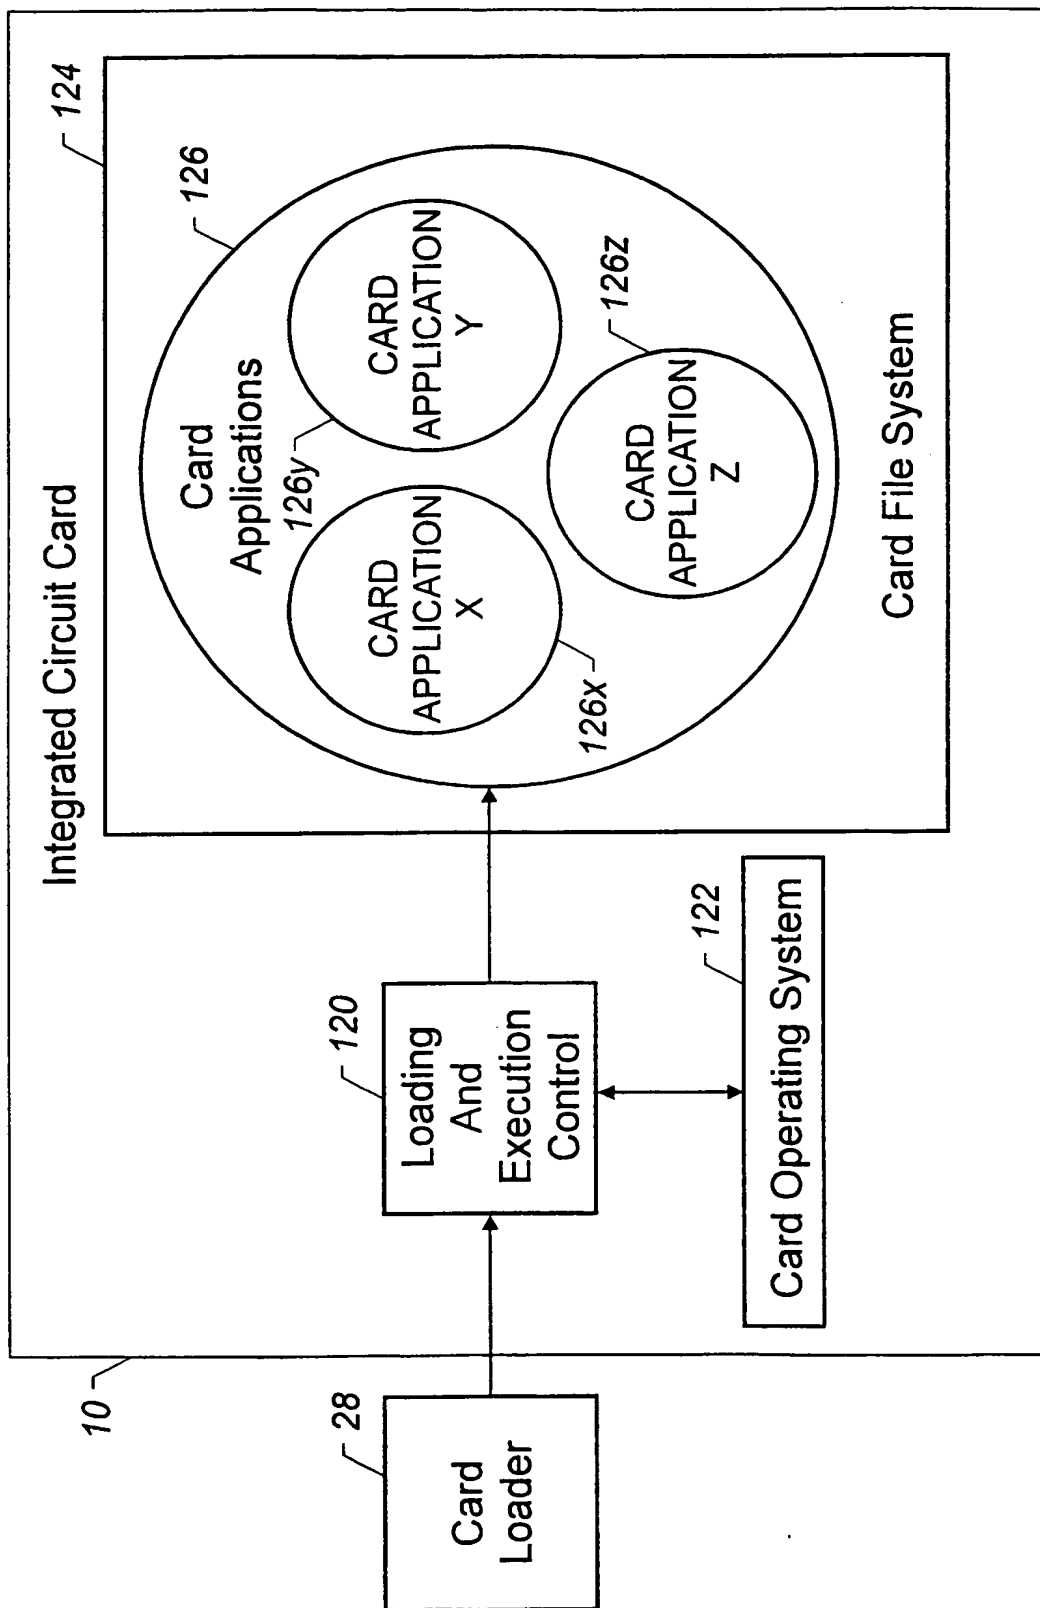 Integrated Circuit Card
10
124
126
Card
Applications
126y
CARD
APPLICATION
X
126x
CARD
APPLICATION
Y
CARD
APPLICATION
Z
126z
Card File System
28
Card
Loader
120
Loading
And
Execution
Control
122
Card Operating System